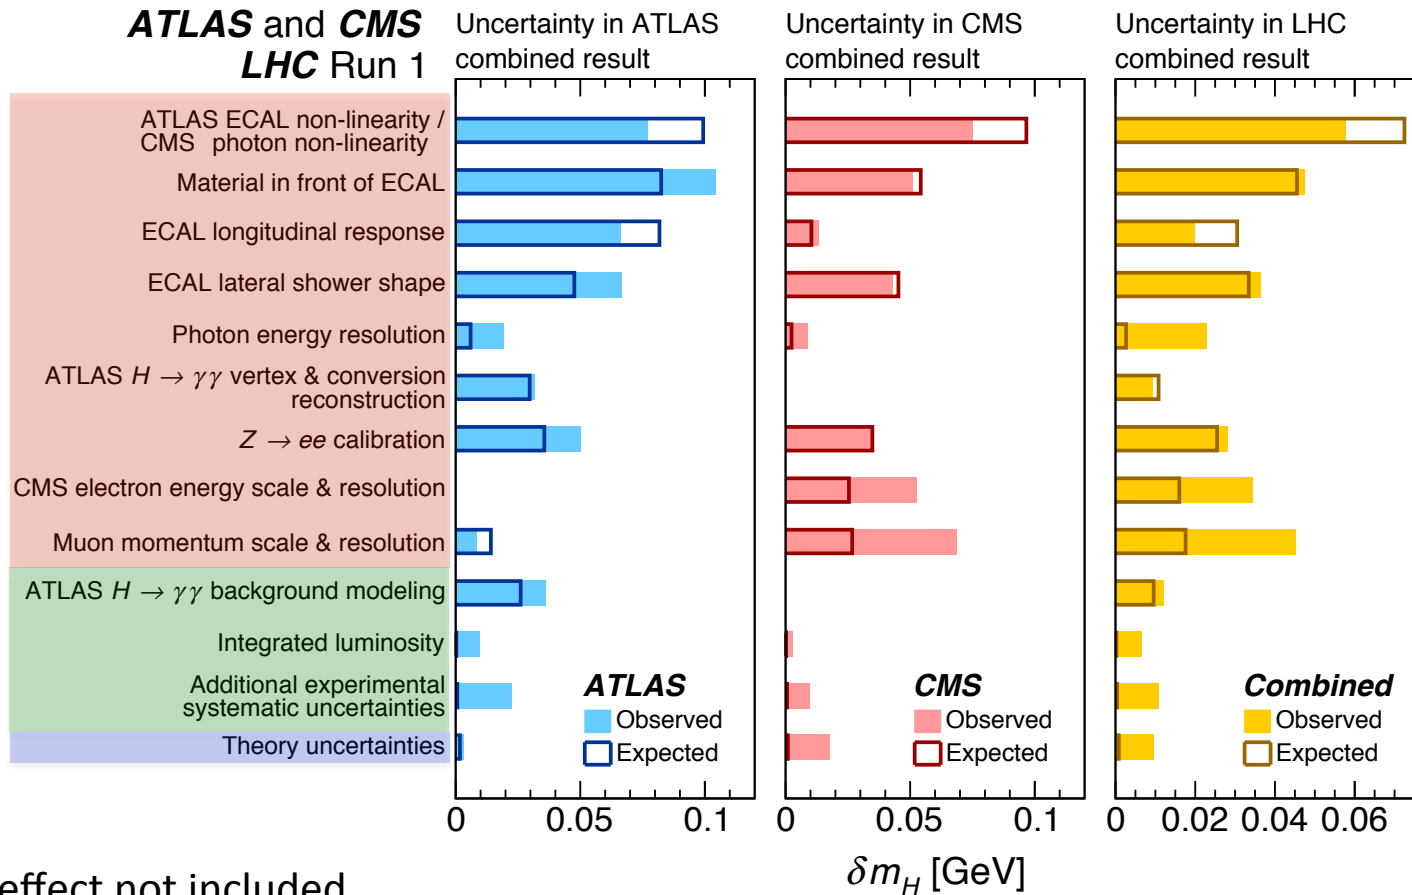 ATLAS and CMS
LHC Run 1
Uncertainty in ATLAS
combined result
Uncertainty in CMS
combined result
Uncertainty in LHC
combined result
ATLAS ECAL non-linearity /
CMS photon non-linearity
Material in front of ECAL
ECAL longitudinal response
ECAL lateral shower shape
Photon energy resolution
ATLAS H → γγ vertex & conversion
reconstruction
Z → ee calibration
CMS electron energy scale & resolution
Muon momentum scale & resolution
ATLAS H → γγ background modeling
Integrated luminosity
Additional experimental
systematic uncertainties
Theory uncertainties
ATLAS
Observed
Expected
CMS
Observed
Expected
Combined
Observed
Expected
0 0.05 0.1
0 0.05 0.1
0 0.02 0.04 0.06
δm_H [GeV]
effect not included